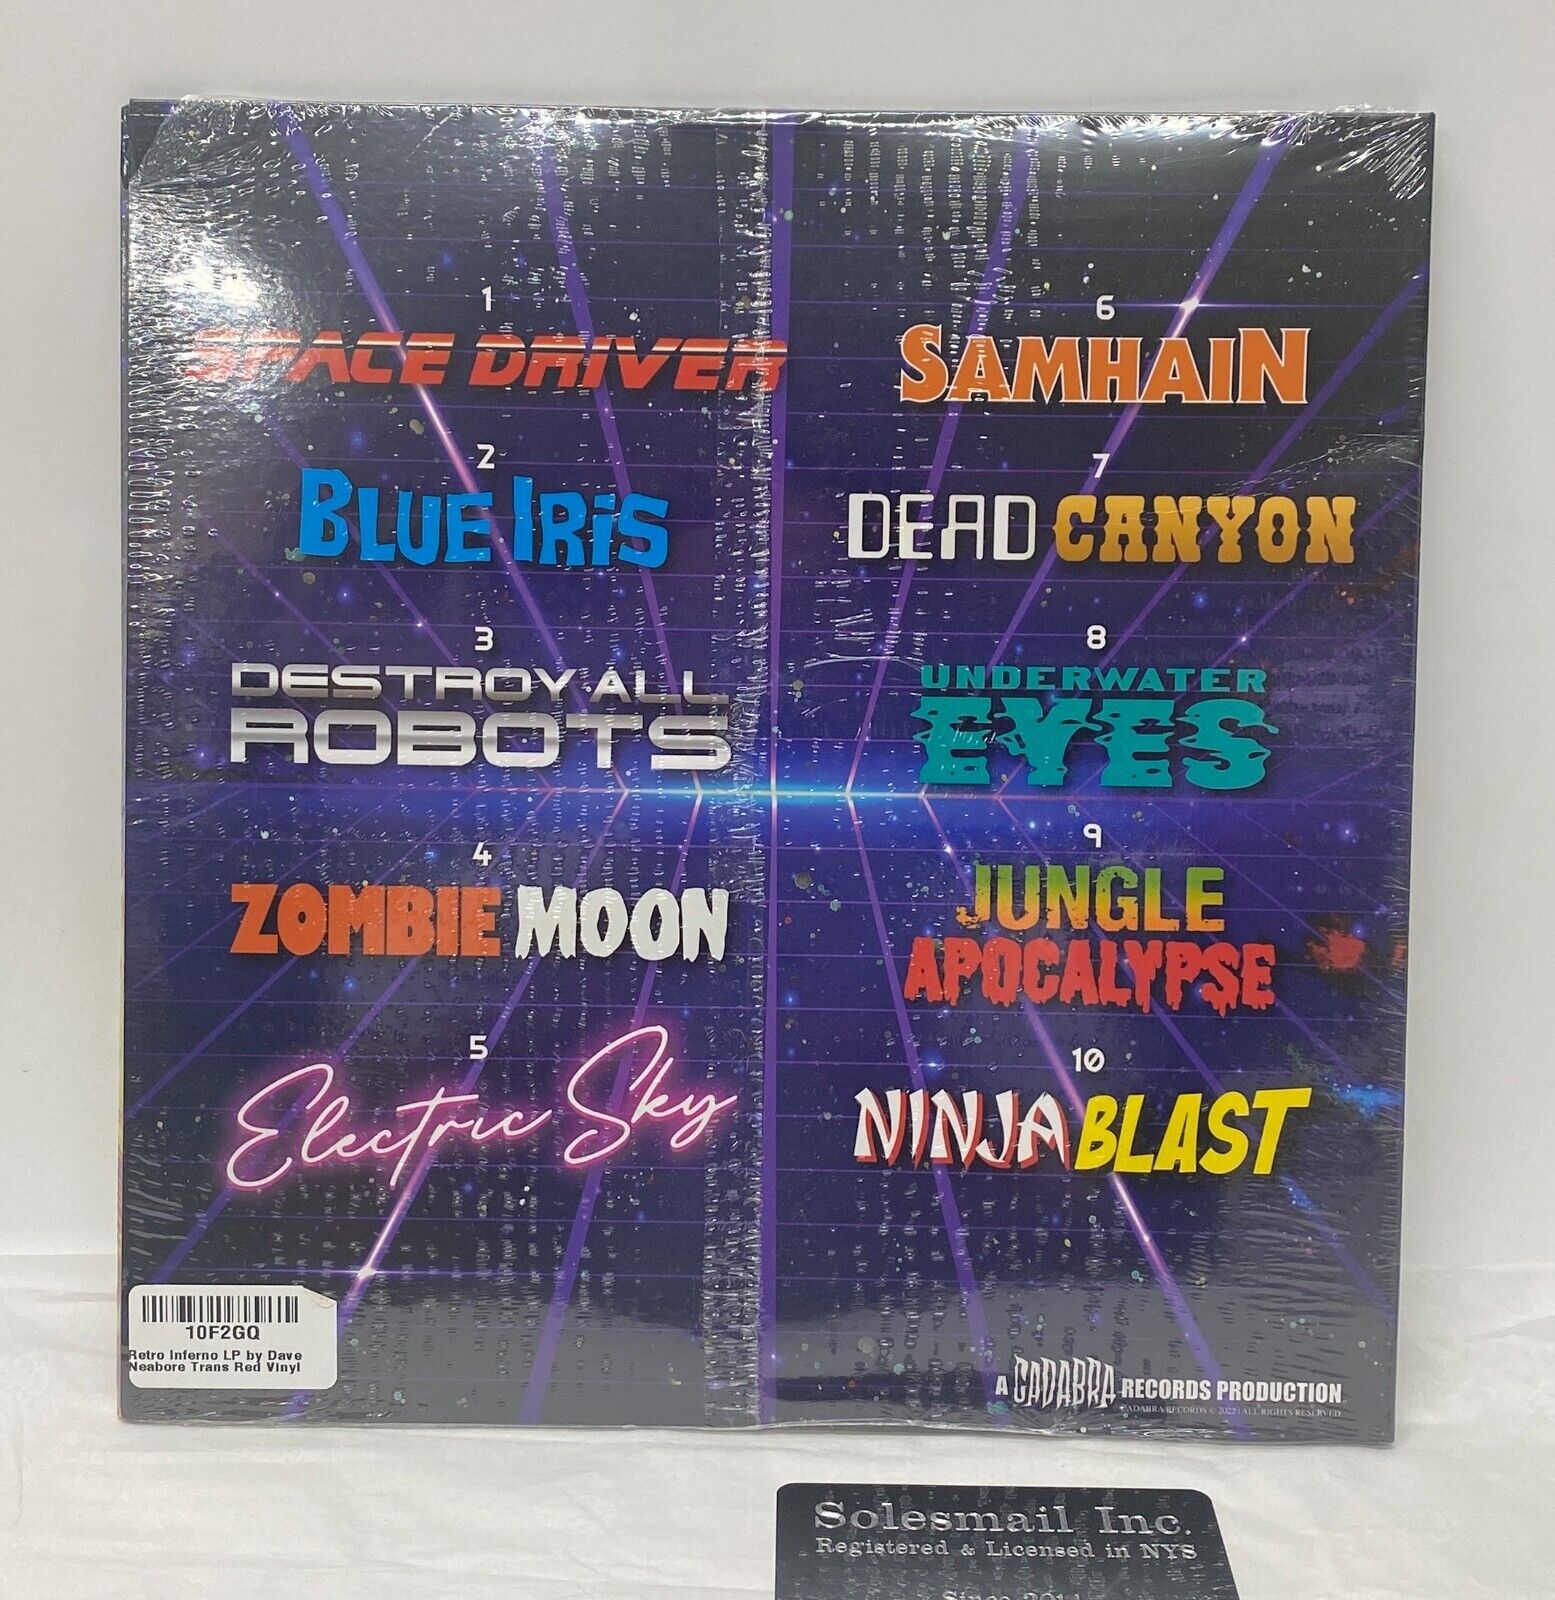 1
SPACE DRIVER
2
BLUE IRiS
3
DESTROY ALL
ROBOTS
4
ZOMBIE MOON
5
Electric Sky
6
SAMHAIN
7
DEAD CANYON
8
UNDERWATER
EYES
9
JUNGLE
APOCALYPSE
10
NINJA BLAST
10F2GQ
Retro Inferno LP by Dave
Neabore Trans Red Vinyl
A CADABRA RECORDS PRODUCTION
CADABRA RECORDS © 2022 | ALL RIGHTS RESERVED
Solesmail Inc.
Registered & Licensed in NYS
Since 2011